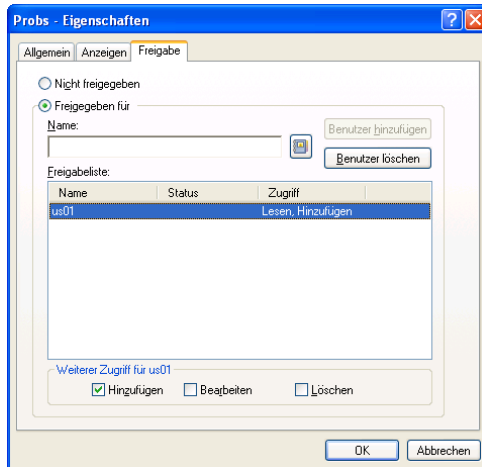 Probs - Eigenschaften
Allgemein Anzeigen Freigabe
Nicht freigegeben
Freigegeben für
Name:
Benutzer hinzufügen
Benutzer löschen
Freigabeliste:
Name Status Zugriff
us01 Lesen, Hinzufügen
Weiterer Zugriff für us01
Hinzufügen Bearbeiten Löschen
OK Abbrechen